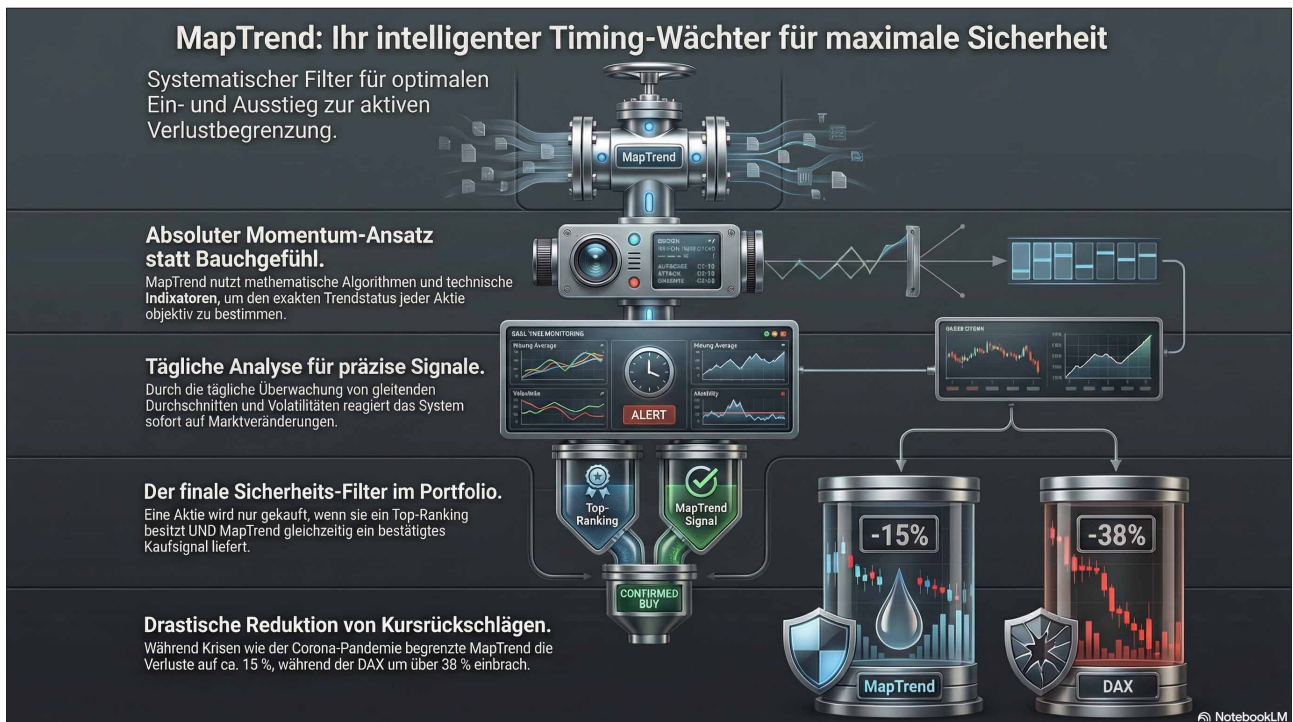 MapTrend: Ihr intelligenter Timing-Wächter für maximale Sicherheit
Systematischer Filter für optimalen
Ein- und Ausstieg zur aktiven
Verlustbegrenzung.
MapTrend
Absoluter Momentum-Ansatz
statt Bauchgefühl.
MapTrend nutzt mathematische Algorithmen und technische
Indixatoren, um den exakten Trendstatus jeder Aktie
objektiv zu bestimmen.
Tägliche Analyse für präzise Signale.
Durch die tägliche Überwachung von gleitenden
Durchschnitten und Volatilitäten reagiert das System
sofort auf Marktveränderungen.
MONITORING
Average
Average
ALERT
Der finale Sicherheits-Filter im Portfolio.
Eine Aktie wird nur gekauft, wenn sie ein Top-Ranking
besitzt UND MapTrend gleichzeitig ein bestätigtes
Kaufsignal liefert.
Top-
Ranking
MapTrend
Signal
CONFIRMED
BUY
Drastische Reduktion von Kursrückschlägen.
Während Krisen wie der Corona-Pandemie begrenzte MapTrend die
Verluste auf ca. 15 %, während der DAX um über 38 % einbrach.
-15%
MapTrend
-38%
DAX
NotebookLM